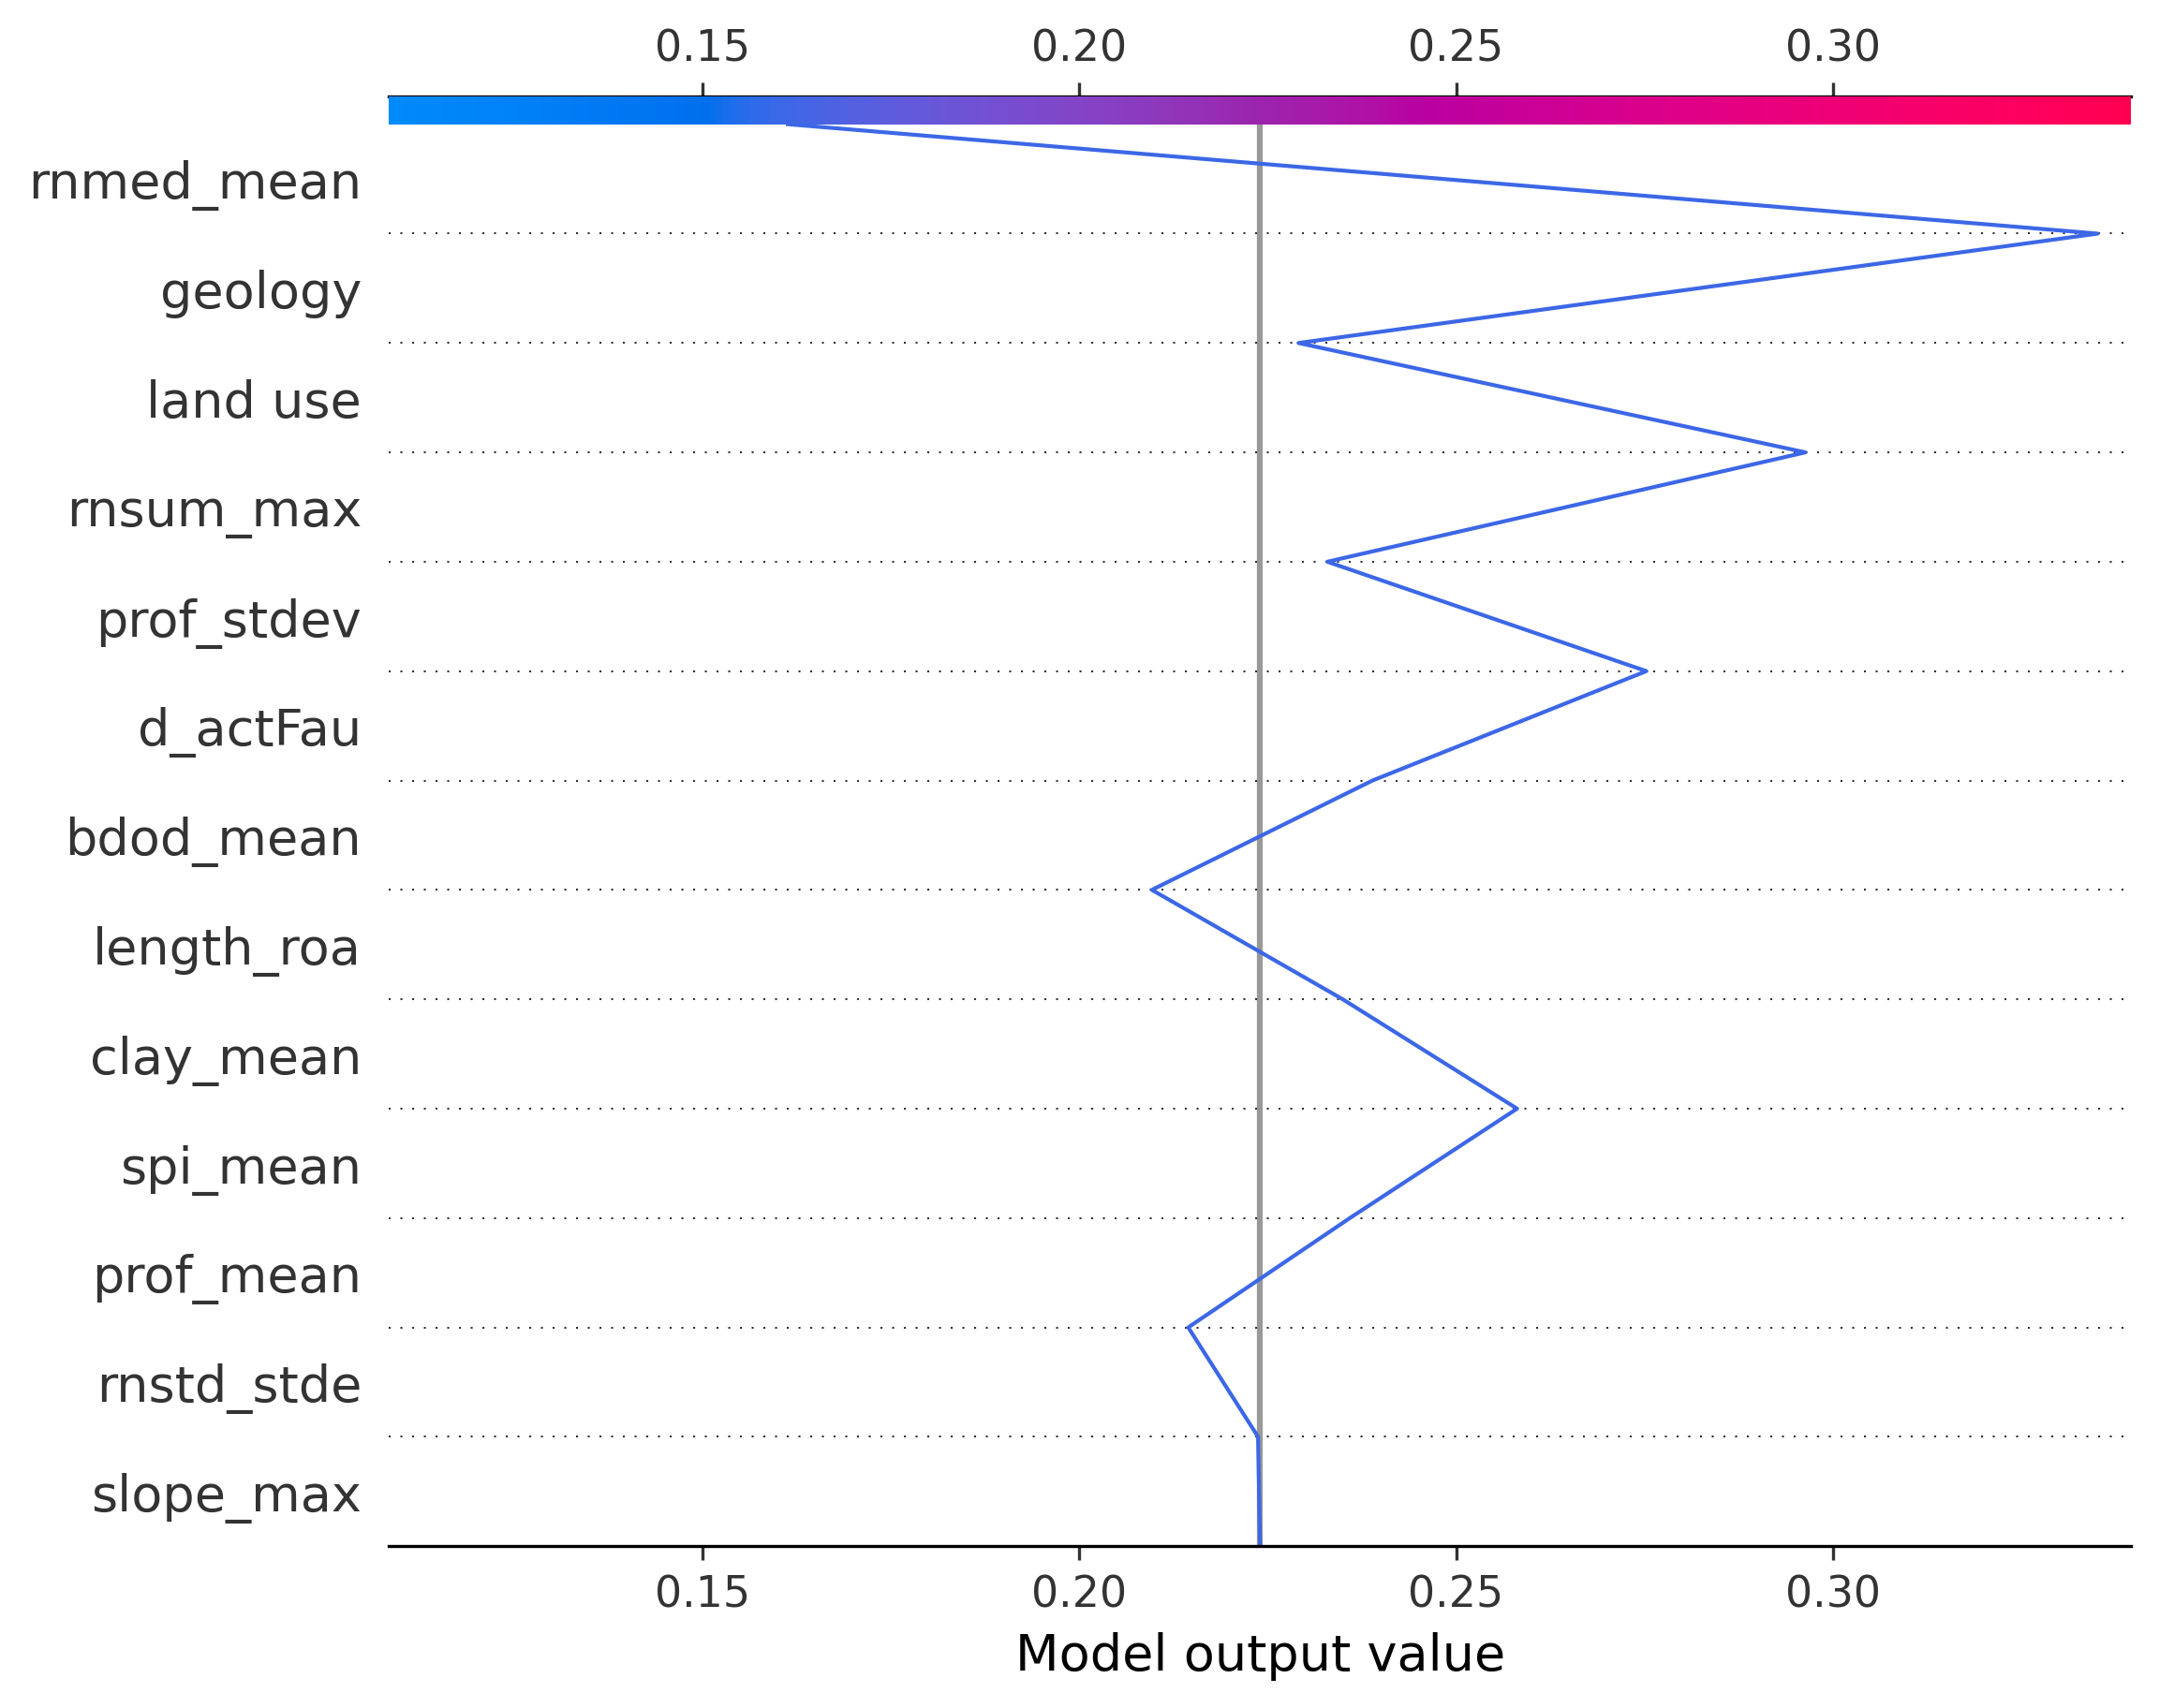 0.15 0.20 0.25 0.30
rnmed_mean
geology
land use
rnsum_max
prof_stdev
d_actFau
bdod_mean
length_roa
clay_mean
spi_mean
prof_mean
rnstd_stde
slope_max
0.15 0.20 0.25 0.30
Model output value